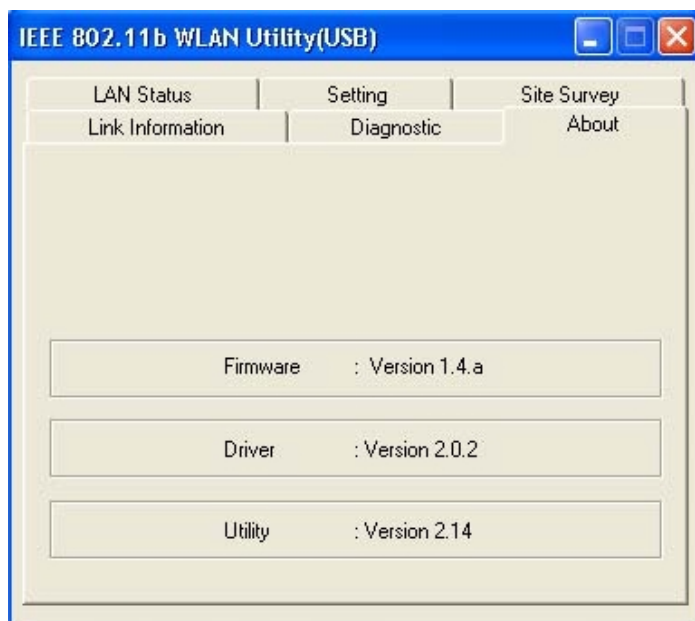 IEEE 802.11b WLAN Utility(USB)
LAN Status Setting Site Survey
Link Information Diagnostic About
Firmware : Version 1.4.a
Driver : Version 2.0.2
Utility : Version 2.14